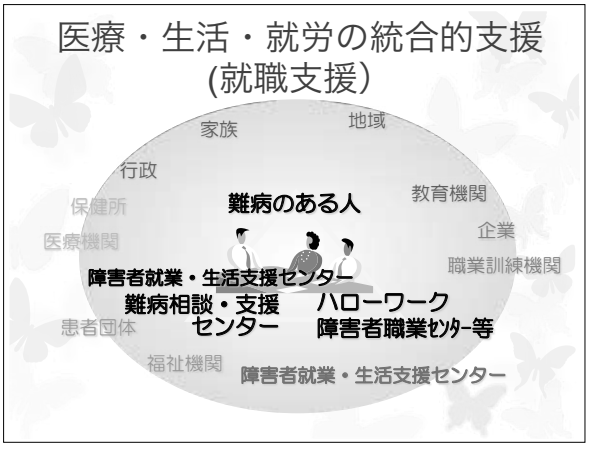 医療・生活・就労の統合的支援
(就職支援）
家族
地域
行政
保健所
難病のある人
教育機関
医療機関
企業
職業訓練機関
障害者就業・生活支援センター
難病相談・支援
センター
ハローワーク
障害者職業ｾﾝﾀｰ等
患者団体
福祉機関
障害者就業・生活支援センター